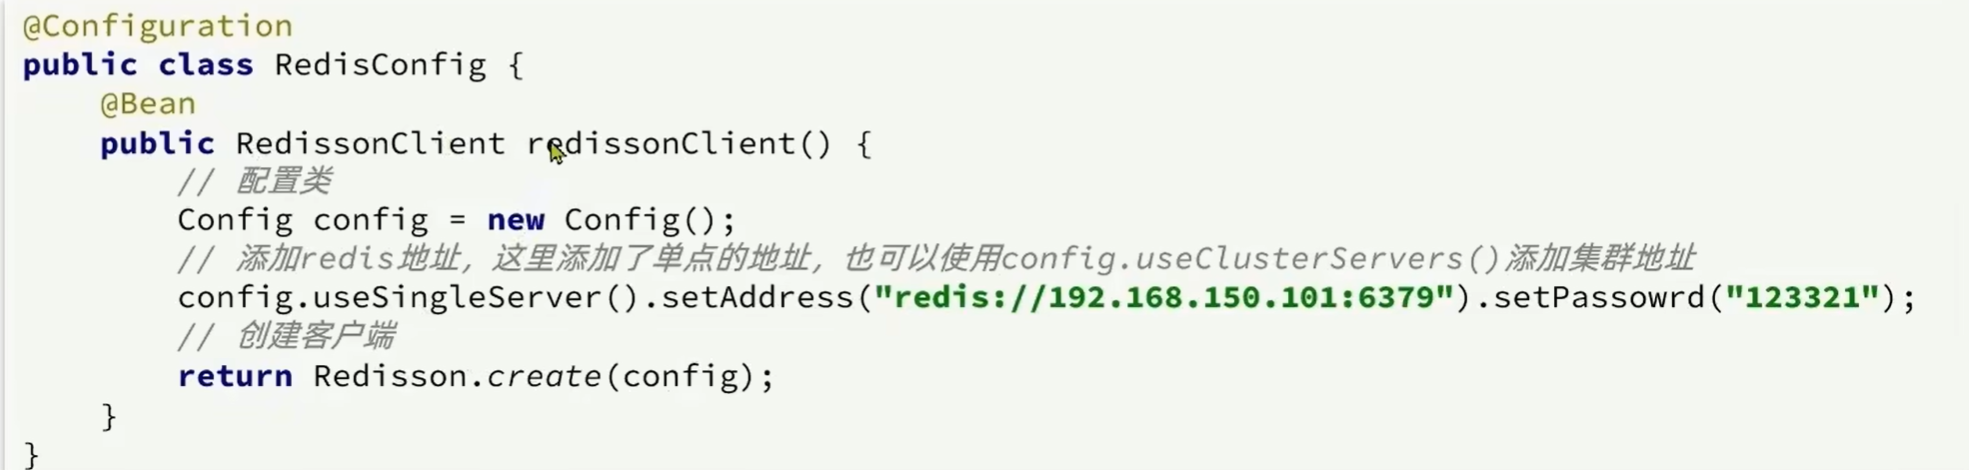 @Configuration
public class RedisConfig {
@Bean
public RedissonClient redissonClient() {
// 配置类
Config config = new Config();
// 添加redis地址，这里添加了单点的地址，也可以使用config.useClusterServers()添加集群地址
config.useSingleServer().setAddress("redis://192.168.150.101:6379").setPassowrd("123321");
// 创建客户端
return Redisson.create(config);
}
}